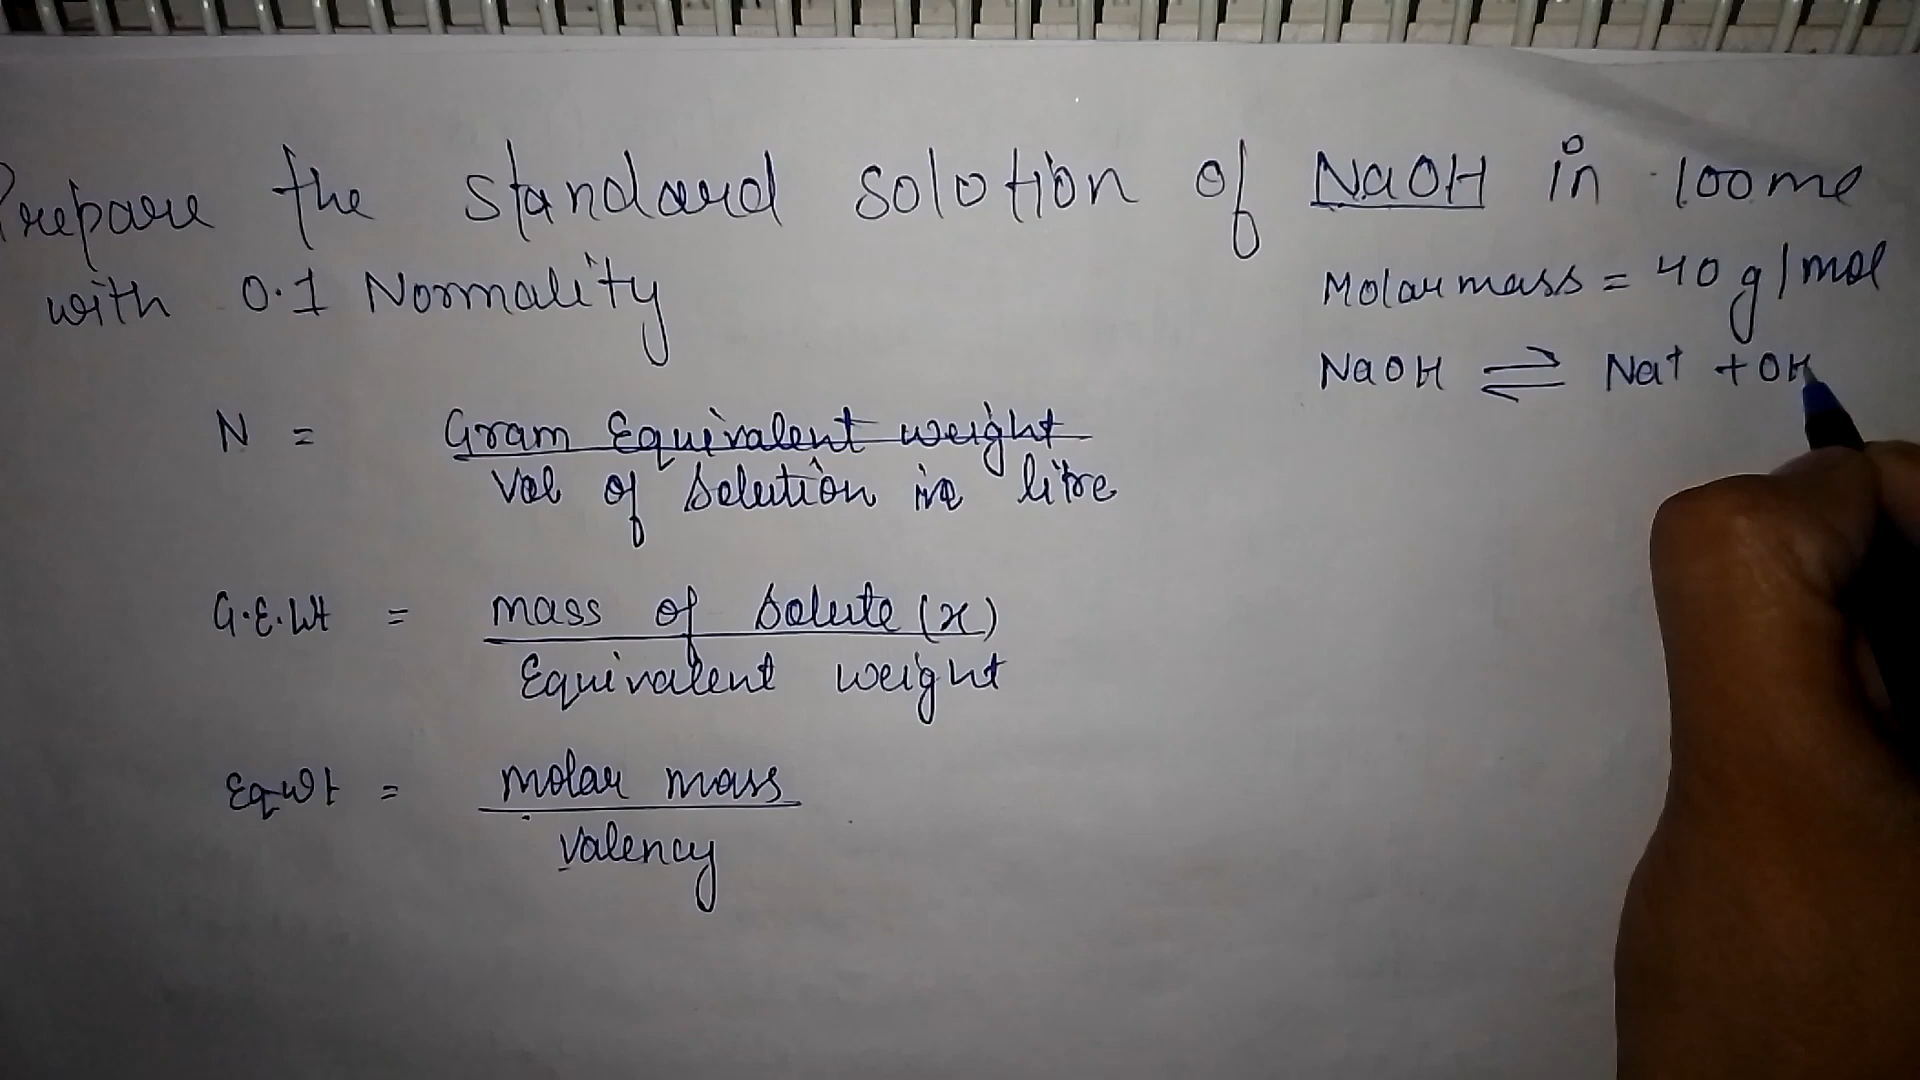 Prepare the standard solution of NaOH in 100ml
with 0.1 Normality
Molar mass = 40 g/mol
NaOH ⇌ Na+ + OH
N = Gram Equivalent weight
Vol of Solution in litre
G.E.Wt = mass of Solute (x)
Equivalent weight
Eq wt = molar mass
Valency